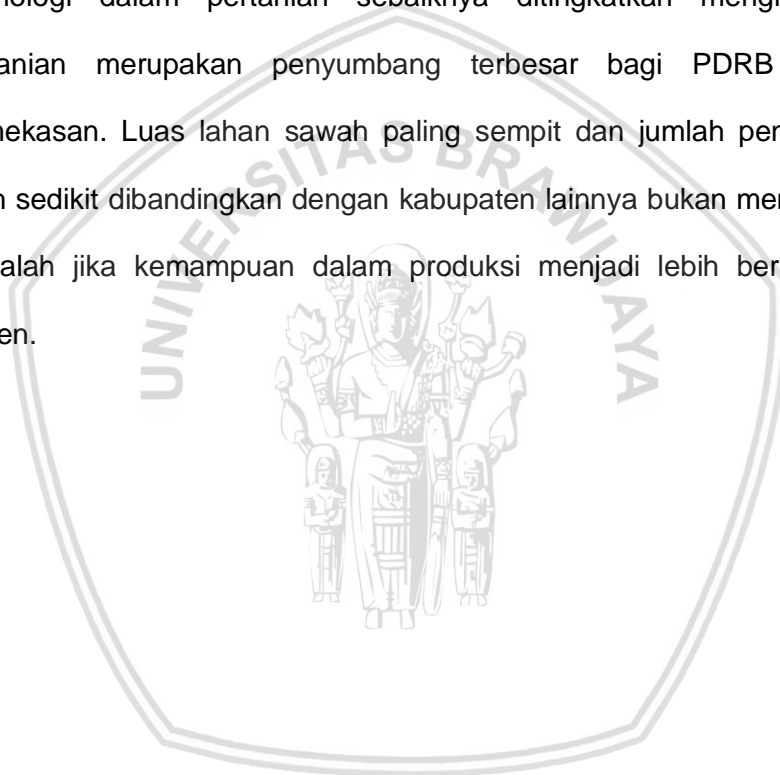 nologi dalam pertanian sebaiknya ditingkatkan mengi
anian merupakan penyumbang terbesar bagi PDRB
nekasan. Luas lahan sawah paling sempit dan jumlah per
n sedikit dibandingkan dengan kabupaten lainnya bukan mer
alah jika kemampuan dalam produksi menjadi lebih ber
en.
UNIVERSITAS BRAWIJAYA